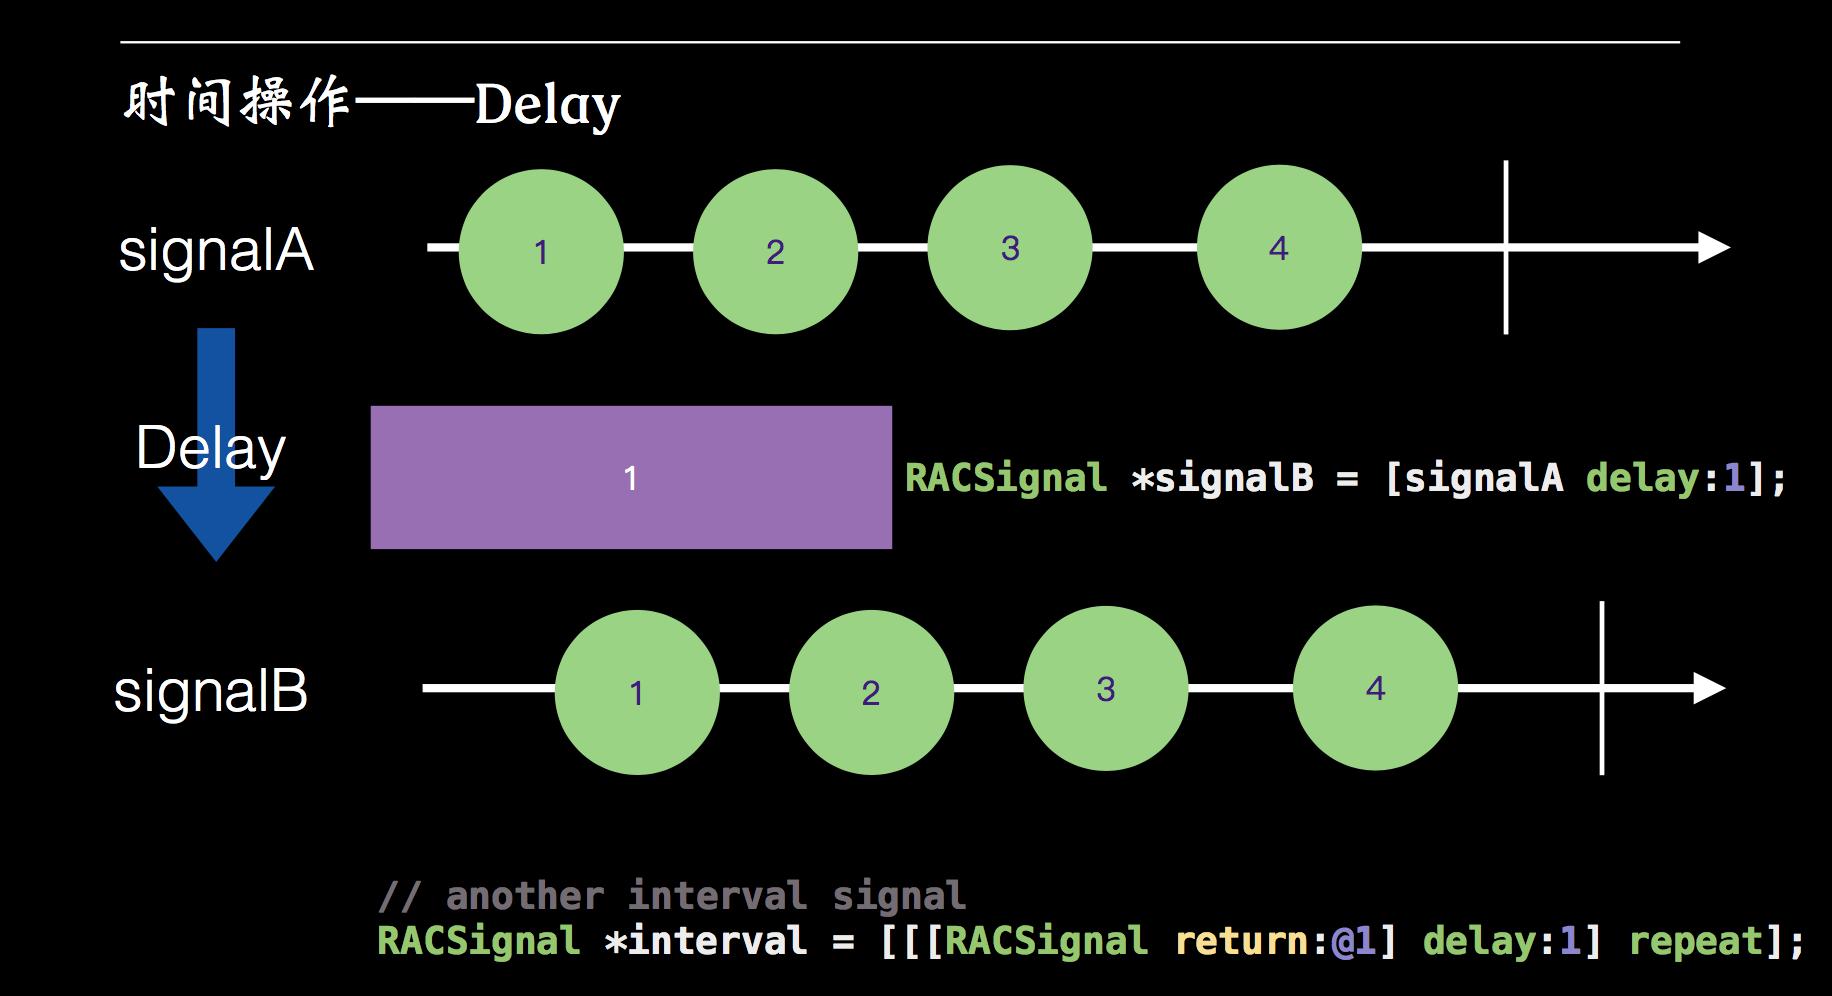 时间操作——Delay
signalA
1 2 3 4
Delay
1
RACSignal *signalB = [signalA delay:1];
signalB
1 2 3 4
// another interval signal
RACSignal *interval = [[[RACSignal return:@1] delay:1] repeat];